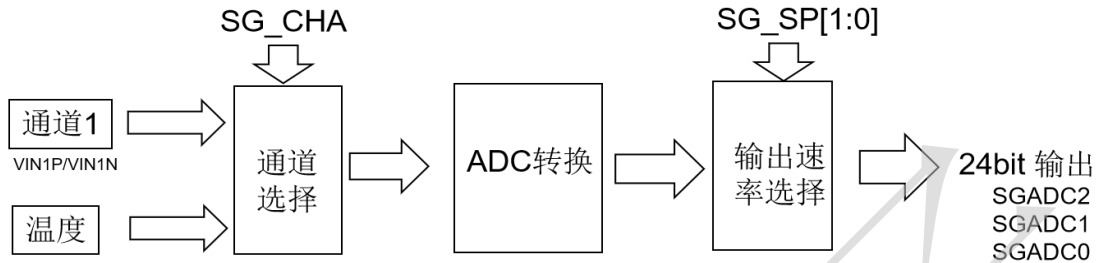 SG_CHA
SG_SP[1:0]
通道1
VIN1P/VIN1N
温度
通道
选择
ADC转换
输出速
率选择
24bit 输出
SGADC2
SGADC1
SGADC0